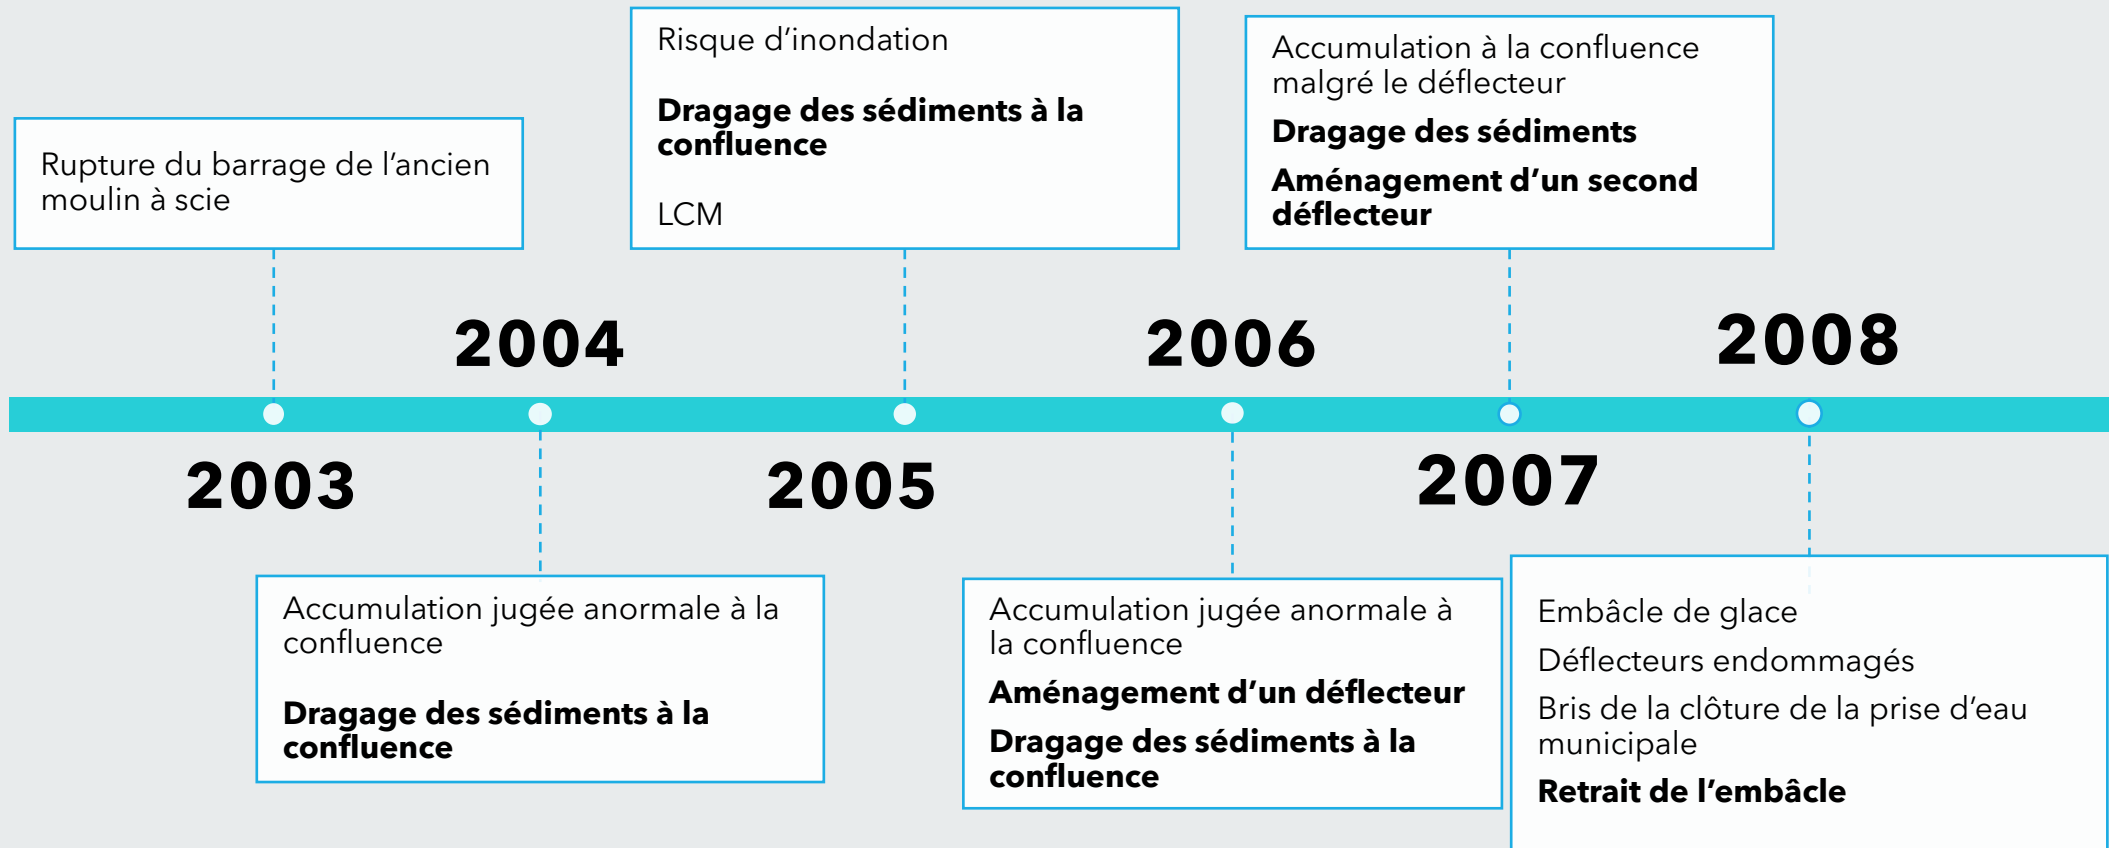 Risque d'inondation
Dragage des sédiments à la
confluence
LCM
Accumulation à la confluence
malgré le déflecteur
Dragage des sédiments
Aménagement d'un second
déflecteur
Rupture du barrage de l'ancien
moulin à scie
2004
2006
2008
2003
2005
2007
Accumulation jugée anormale à la
confluence
Dragage des sédiments à la
confluence
Accumulation jugée anormale à
la confluence
Aménagement d'un déflecteur
Dragage des sédiments à la
confluence
Embâcle de glace
Déflecteurs endommagés
Bris de la clôture de la prise d'eau
municipale
Retrait de l'embâcle